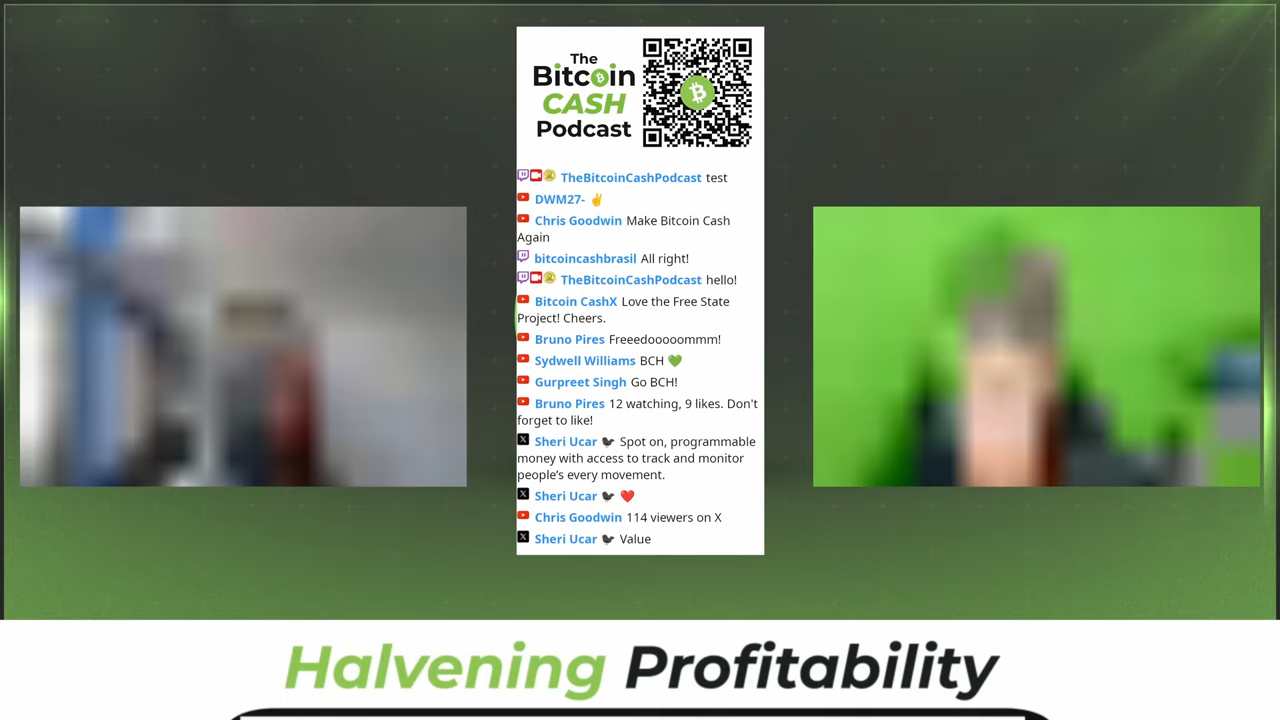 The
Bitcoin
CASH
Podcast
TheBitcoinCashPodcast test
DWM27- ✌️
Chris Goodwin Make Bitcoin Cash
Again
bitcoincashbrasil All right!
TheBitcoinCashPodcast hello!
Bitcoin CashX Love the Free State
Project! Cheers.
Bruno Pires Freeedooooommm!
Sydwell Williams BCH 💚
Gurpreet Singh Go BCH!
Bruno Pires 12 watching, 9 likes. Don't
forget to like!
Sheri Ucar 🐦‍⬛ Spot on, programmable
money with access to track and monitor
people’s every movement.
Sheri Ucar 🐦‍⬛ ❤️
Chris Goodwin 114 viewers on X
Sheri Ucar 🐦‍⬛ Value
Halvening Profitability